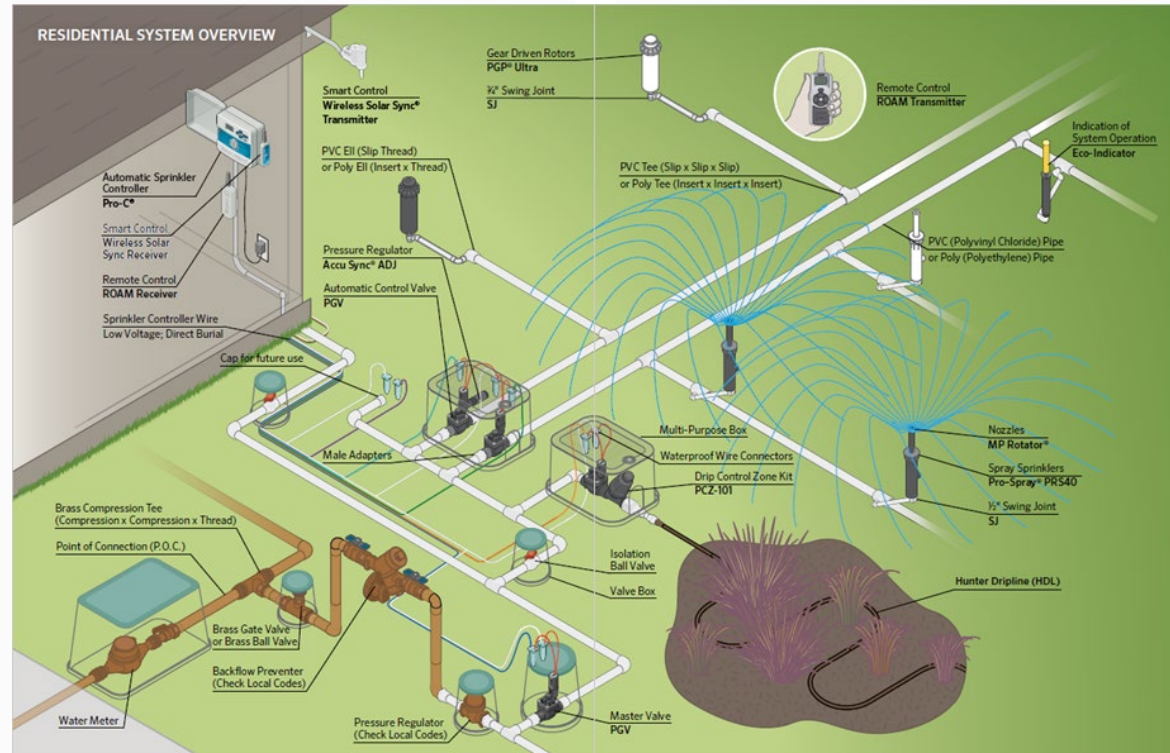 RESIDENTIAL SYSTEM OVERVIEW
Smart Control
Wireless Solar Sync®
Transmitter
Gear Driven Rotors
PGP® Ultra
¾" Swing Joint
SJ
Remote Control
ROAM Transmitter
Indication of
System Operation
Eco-Indicator
PVC Ell (Slip Thread)
or Poly Ell (Insert x Thread)
PVC Tee (Slip x Slip x Slip)
or Poly Tee (Insert x Insert x Insert)
Automatic Sprinkler
Controller
Pro-C®
Smart Control
Wireless Solar
Sync Receiver
Remote Control
ROAM Receiver
Sprinkler Controller Wire
Low Voltage; Direct Burial
Pressure Regulator
Accu Sync® ADJ
Automatic Control Valve
PGV
PVC (Polyvinyl Chloride) Pipe
or Poly (Polyethylene) Pipe
Cap for future use
Male Adapters
Multi-Purpose Box
Waterproof Wire Connectors
Drip Control Zone Kit
PCZ-101
Nozzles
MP Rotator®
Spray Sprinklers
Pro-Spray® PRS40
½" Swing Joint
SJ
Brass Compression Tee
(Compression x Compression x Thread)
Point of Connection (P.O.C.)
Isolation
Ball Valve
Valve Box
Hunter Dripline (HDL)
Brass Gate Valve
or Brass Ball Valve
Backflow Preventer
(Check Local Codes)
Water Meter
Pressure Regulator
(Check Local Codes)
Master Valve
PGV